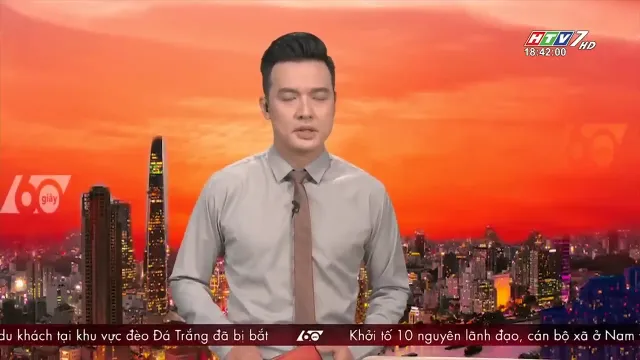 HTV7 HD
18:42:00
60 giây
du khách tại khu vực đèo Đá Trắng đã bị bắt 60 Khởi tố 10 nguyên lãnh đạo, cán bộ xã ở Nam